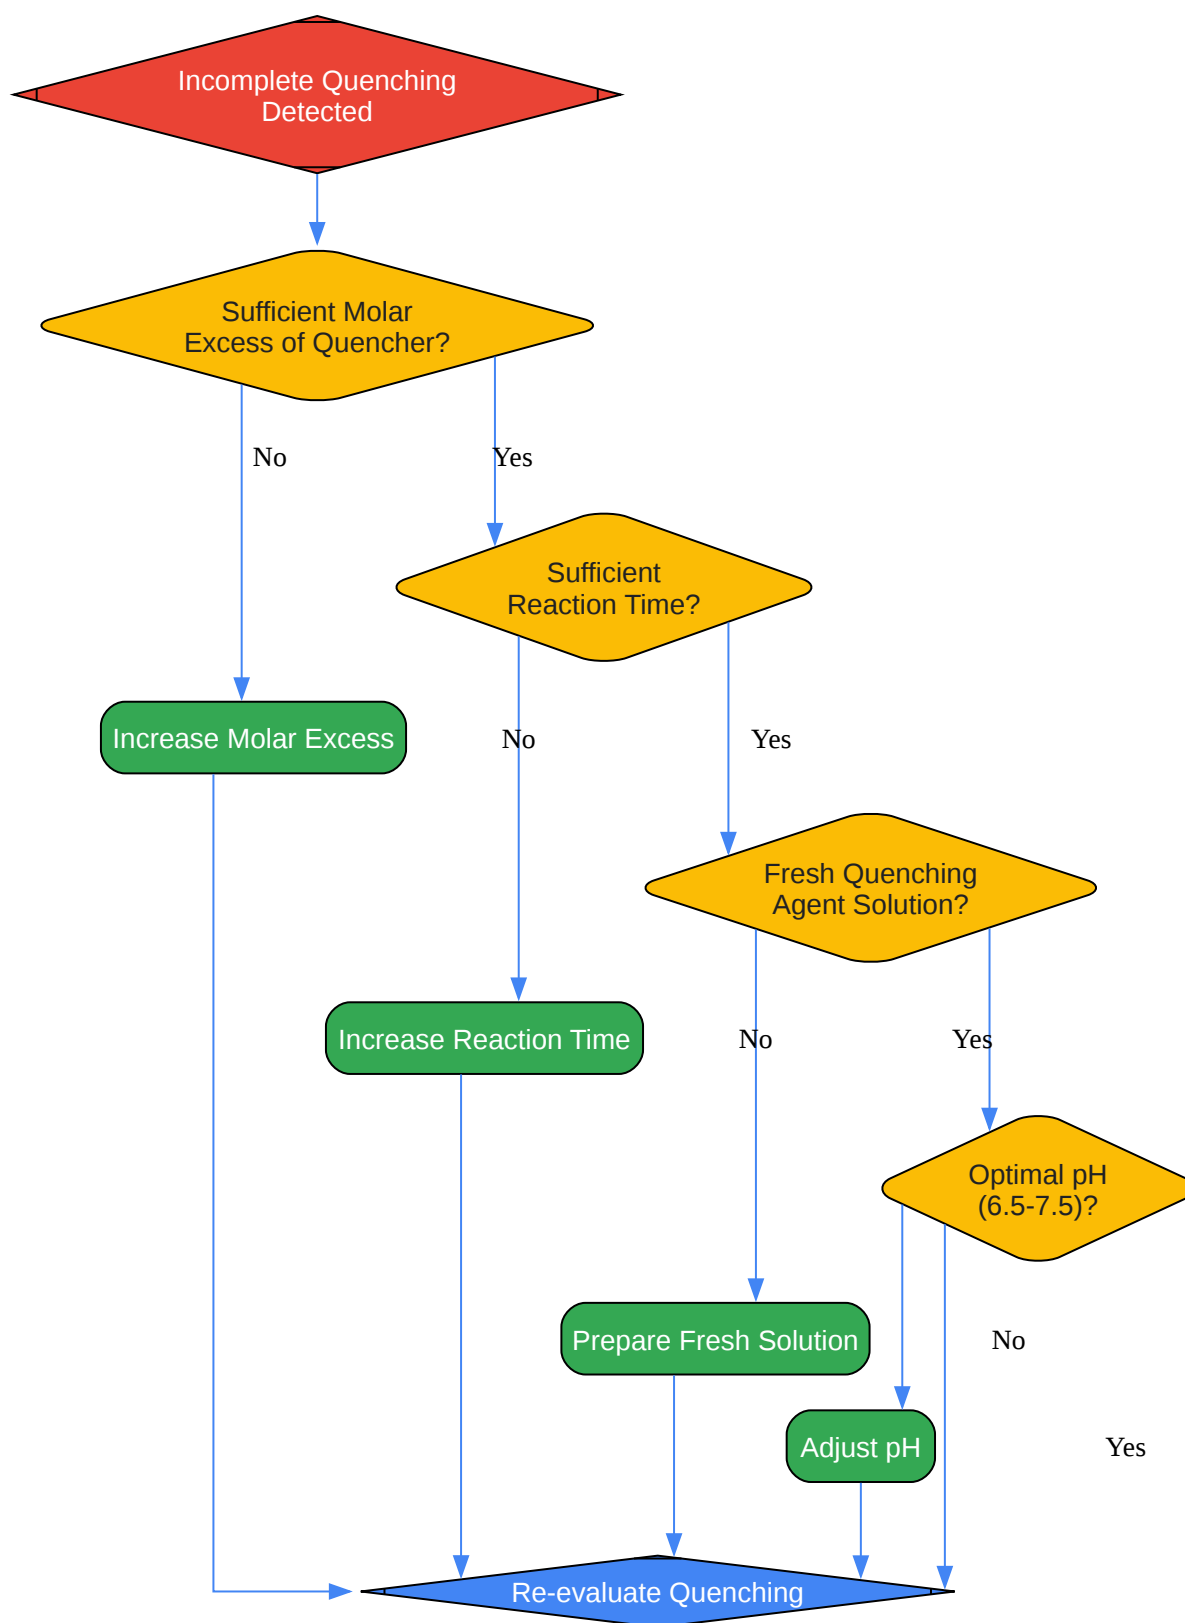 Incomplete Quenching
Detected
Sufficient Molar
Excess of Quencher?
No
Yes
Sufficient
Reaction Time?
Increase Molar Excess
No
Yes
Fresh Quenching
Agent Solution?
Increase Reaction Time
No
Yes
Optimal pH
(6.5-7.5)?
Prepare Fresh Solution
No
Adjust pH
Yes
Re-evaluate Quenching